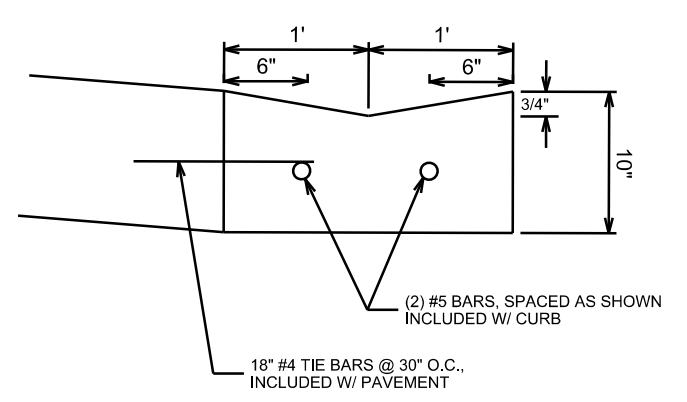 1' 1'
6" 6"
3/4"
10"
(2) #5 BARS, SPACED AS SHOWN
INCLUDED W/ CURB
18" #4 TIE BARS @ 30" O.C.,
INCLUDED W/ PAVEMENT